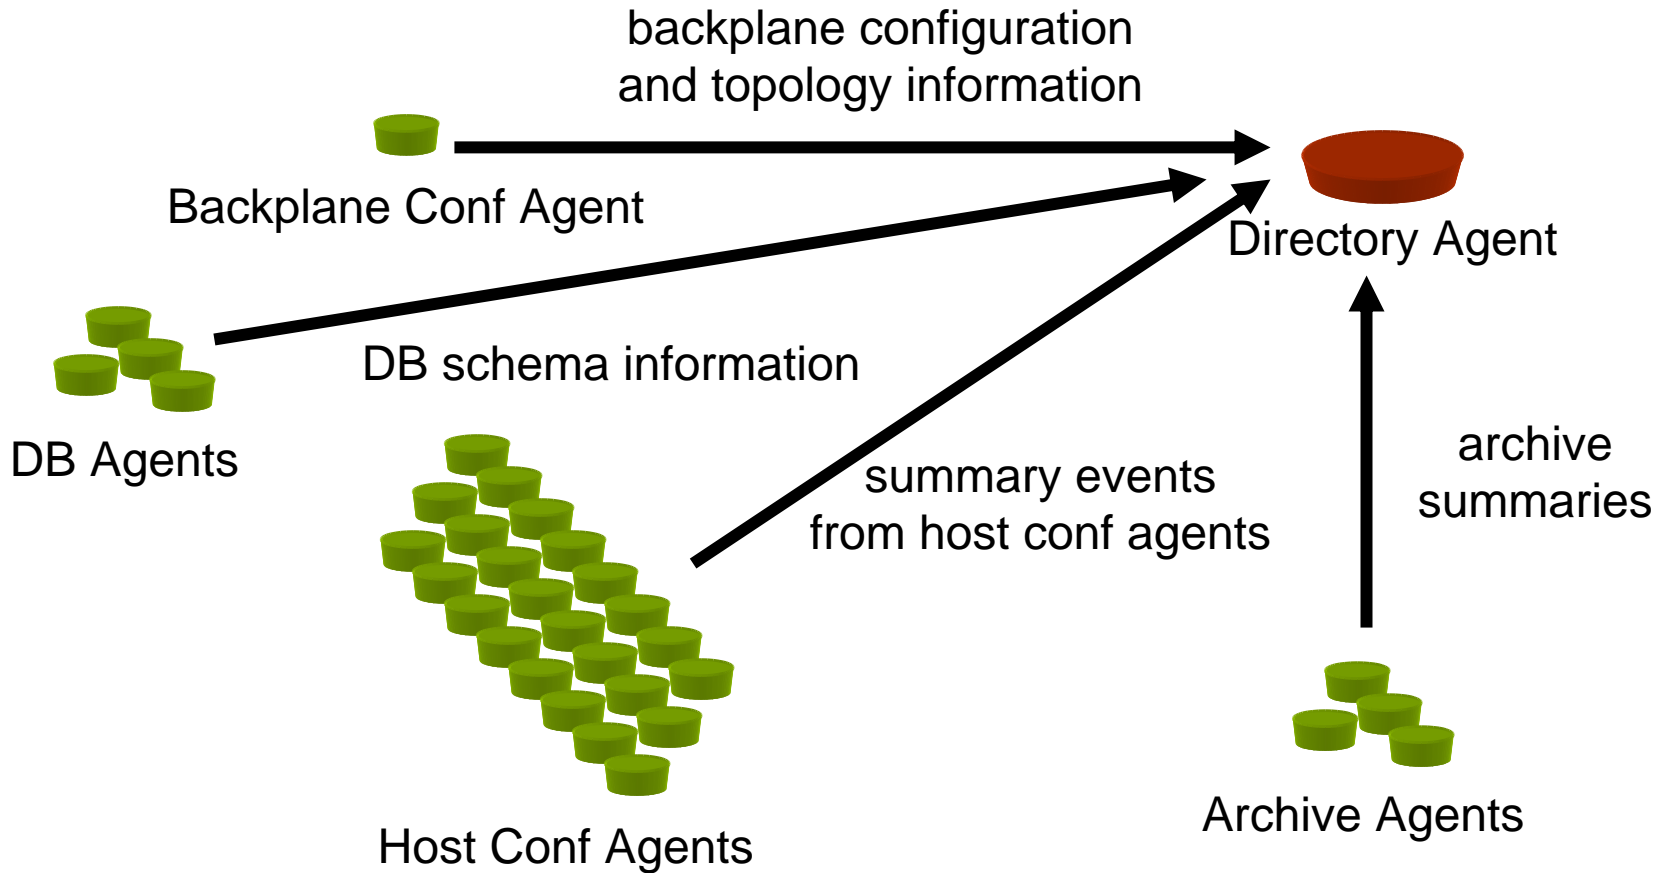 backplane configuration
and topology information
Backplane Conf Agent
Directory Agent
DB schema information
DB Agents
summary events
from host conf agents
archive
summaries
Host Conf Agents
Archive Agents